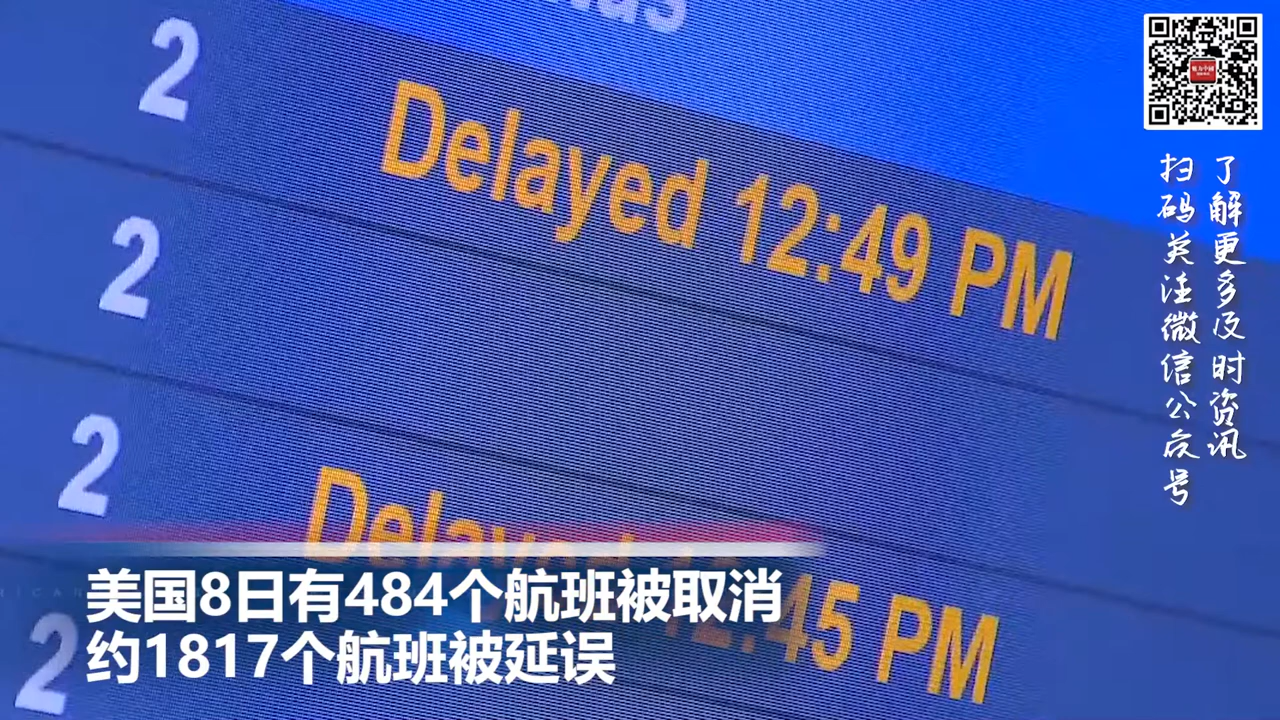 2
Delayed 12:49 PM
2
2
2
美国8日有484个航班被取消
约1817个航班被延误
了解更多及时资讯
扫码关注微信公众号